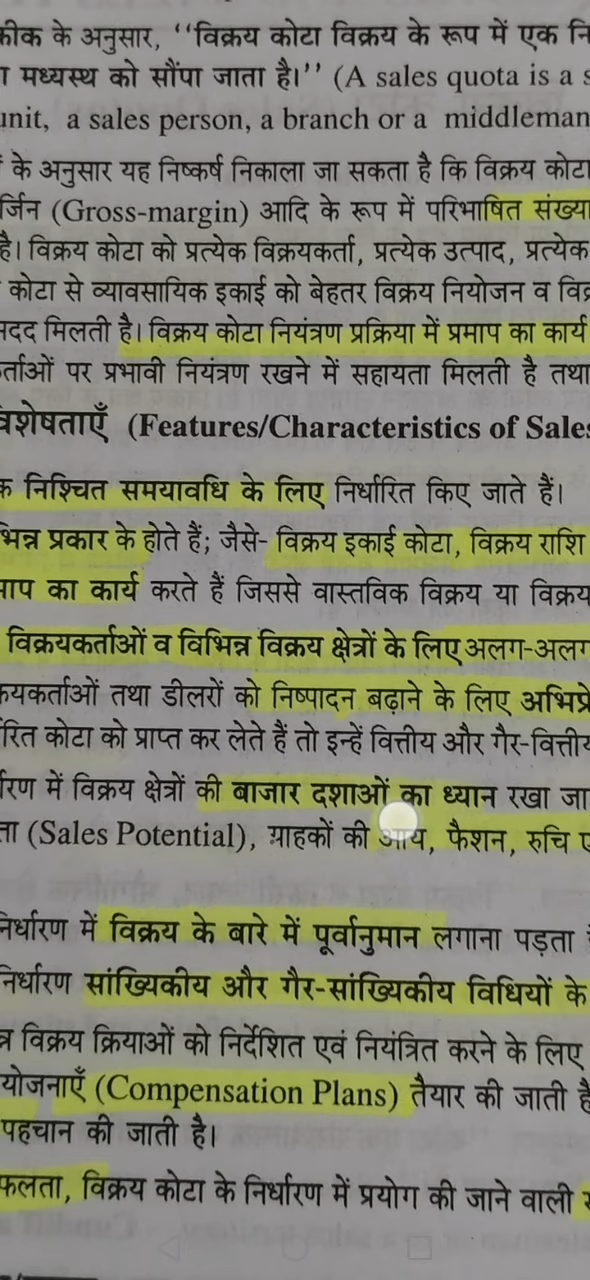 के अनुसार, ‘‘विक्रय कोटा विक्रय के रूप में एक
मध्यस्थ को सौंपा जाता है।’’ (A sales quota is a
unit, a sales person, a branch or a middleman
के अनुसार यह निष्कर्ष निकाला जा सकता है कि विक्रय कोटा
(Gross-margin) आदि के रूप में परिभाषित संख्या
है। विक्रय कोटा को प्रत्येक विक्रयकर्ता, प्रत्येक उत्पाद, प्रत्येक
कोटा से व्यावसायिक इकाई को बेहतर विक्रय नियोजन व
मदद मिलती है। विक्रय कोटा नियंत्रण प्रक्रिया में प्रमाप का कार्य
पर प्रभावी नियंत्रण रखने में सहायता मिलती है तथा
विशेषताएँ (Features/Characteristics of Sales
निश्चित समयावधि के लिए निर्धारित किए जाते हैं।
भिन्न प्रकार के होते हैं; जैसे- विक्रय इकाई कोटा, विक्रय राशि
का कार्य करते हैं जिससे वास्तविक विक्रय या विक्रय
विक्रयकर्ताओं व विभिन्न विक्रय क्षेत्रों के लिए अलग-अलग
तथा डीलरों को निष्पादन बढ़ाने के लिए
कोटा को प्राप्त कर लेते हैं तो इन्हें वित्तीय और गैर-वित्तीय
में विक्रय क्षेत्रों की बाजार दशाओं का ध्यान रखा जा
(Sales Potential), ग्राहकों की आय, फैशन, रुचि
निर्धारण में विक्रय के बारे में पूर्वानुमान लगाना पड़ता
निर्धारण सांख्यिकीय और गैर-सांख्यिकीय विधियों के
विक्रय क्रियाओं को निर्देशित एवं नियंत्रित करने के लिए
योजनाएँ (Compensation Plans) तैयार की जाती है
पहचान की जाती है।
विक्रय कोटा के निर्धारण में प्रयोग की जाने वाली